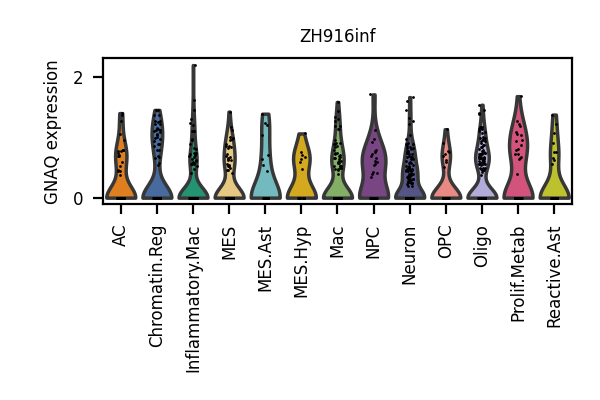 ZH916inf
GNAQ expression
2
0
AC
Chromatin.Reg
Inflammatory.Mac
MES
MES.Ast
MES.Hyp
Mac
NPC
Neuron
OPC
Oligo
Prolif.Metab
Reactive.Ast